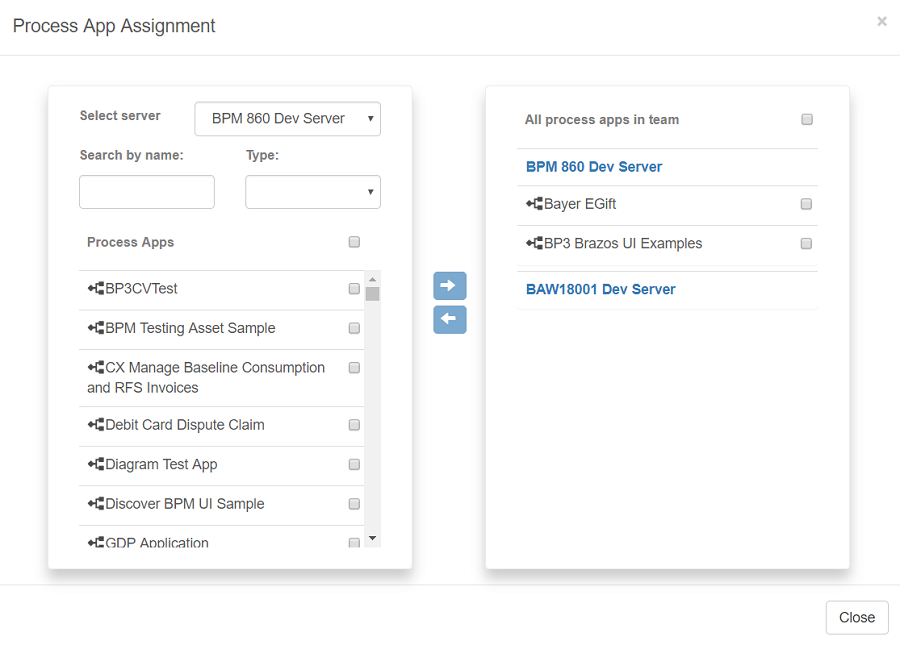 Process App Assignment
×
Select server
BPM 860 Dev Server
Search by name:
Type:
Process Apps
BP3CVTest
BPM Testing Asset Sample
CX Manage Baseline Consumption
and RFS Invoices
Debit Card Dispute Claim
Diagram Test App
Discover BPM UI Sample
GDP Application
All process apps in team
BPM 860 Dev Server
Bayer EGift
BP3 Brazos UI Examples
BAW18001 Dev Server
Close